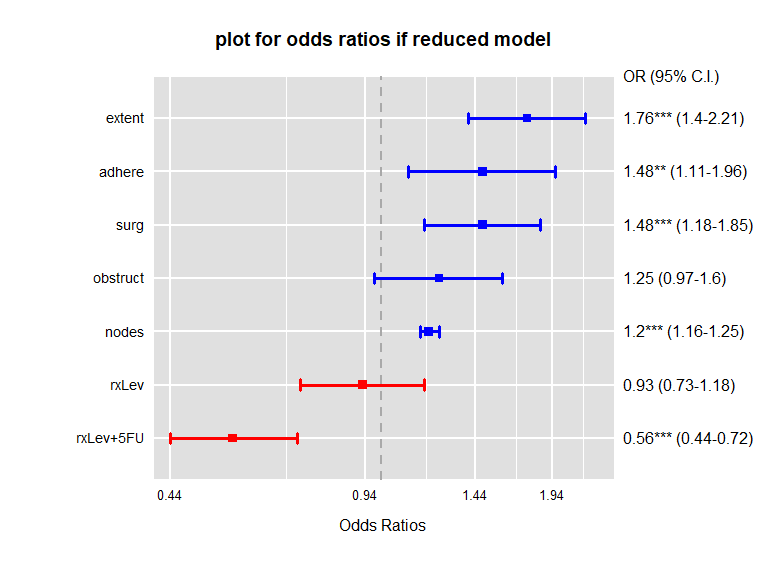 plot for odds ratios if reduced model
OR (95% C.I.)
extent 1.76*** (1.4-2.21)
adhere 1.48** (1.11-1.96)
surg 1.48*** (1.18-1.85)
obstruct 1.25 (0.97-1.6)
nodes 1.2*** (1.16-1.25)
rxLev 0.93 (0.73-1.18)
rxLev+5FU 0.56*** (0.44-0.72)
0.44 0.94 1.44 1.94
Odds Ratios